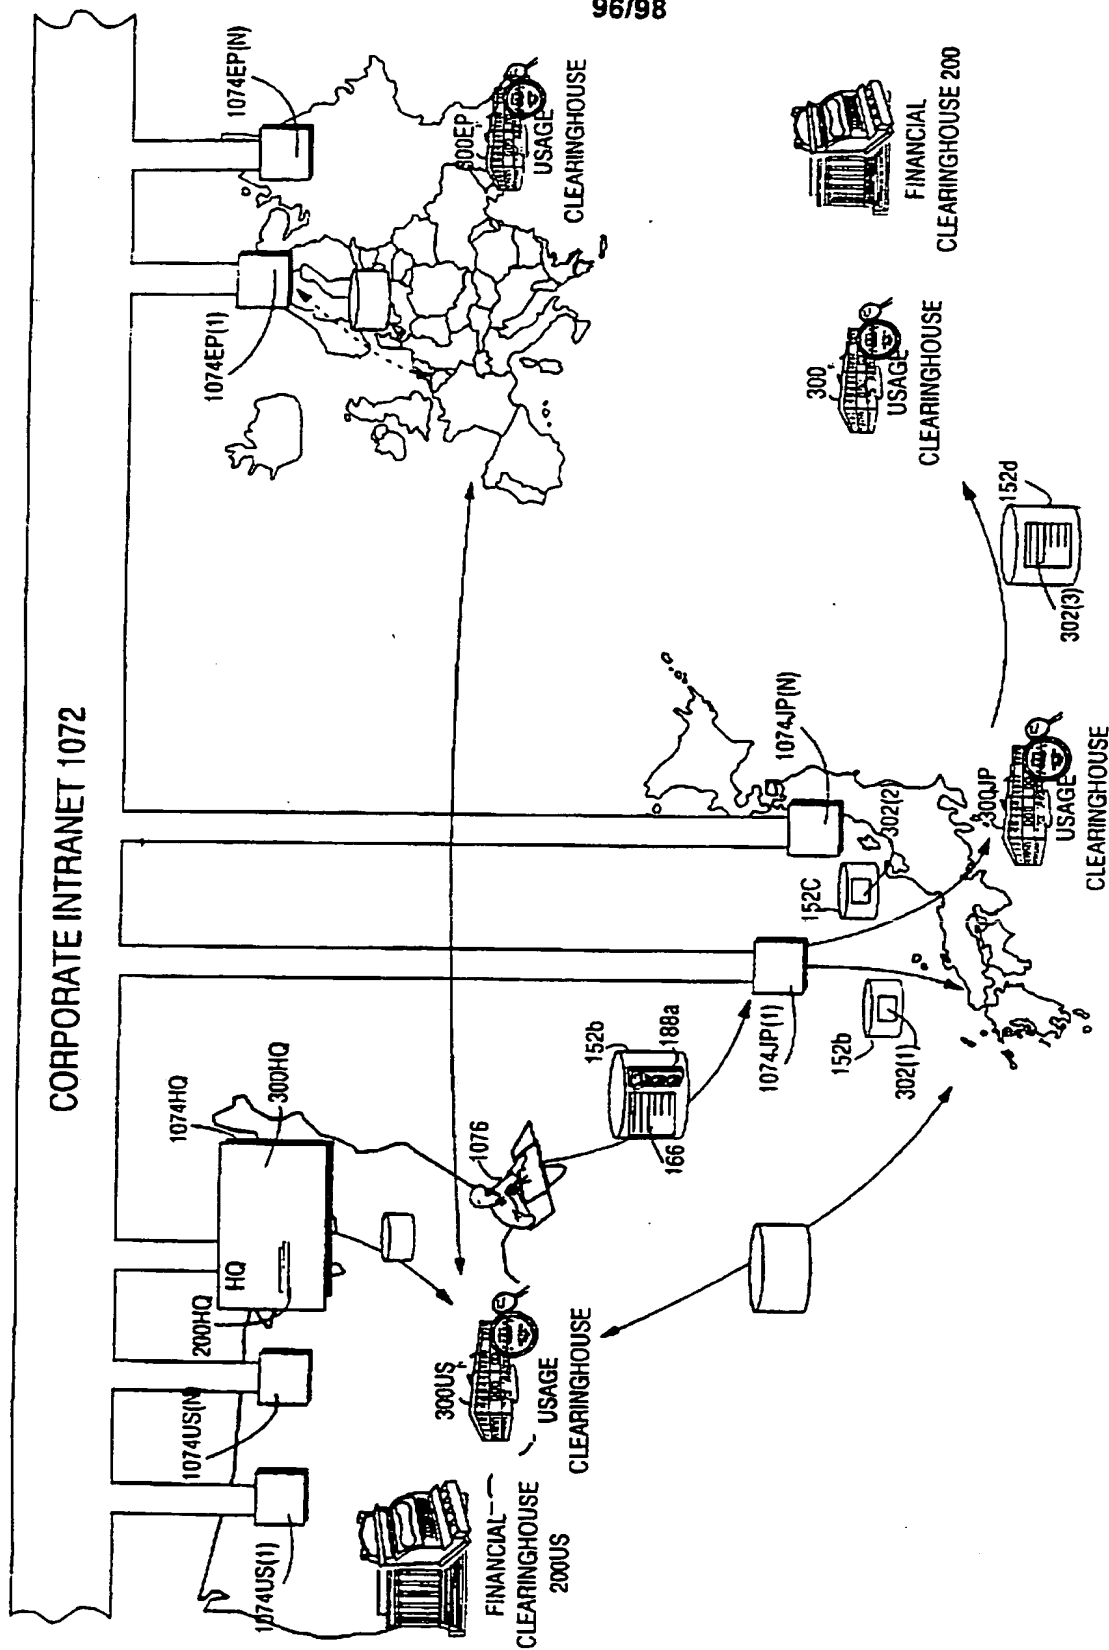 96/98
CORPORATE INTRANET 1072
1074US(1)
1074US(N)
200HQ
HQ
1074HQ
300HQ
1074EP(1)
1074EP(N)
FINANCIAL
CLEARINGHOUSE
200US
300US
USAGE
CLEARINGHOUSE
1076
152b
188a
166
1074JP(1)
1074JP(N)
152b
302(1)
152C
302(2)
300JP
USAGE
CLEARINGHOUSE
152d
302(3)
300EP
USAGE
CLEARINGHOUSE
300
USAGE
CLEARINGHOUSE
FINANCIAL
CLEARINGHOUSE 200